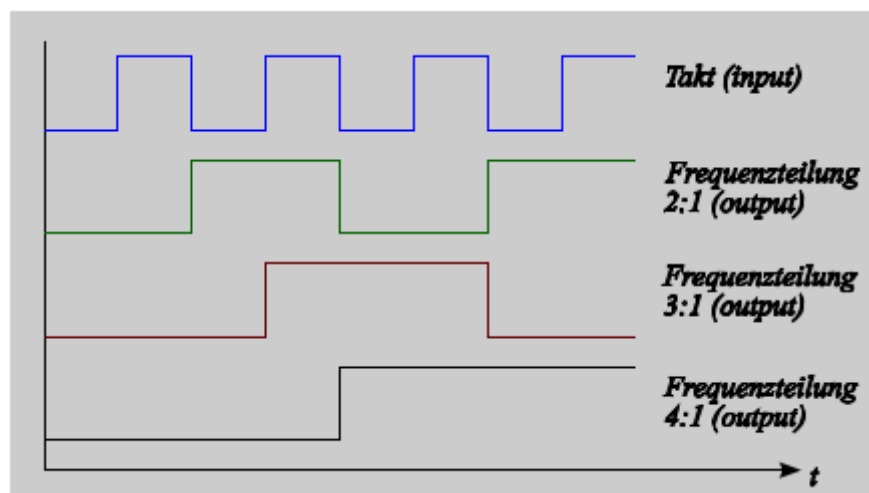 Takt (input)
Frequenzteilung
2:1 (output)
Frequenzteilung
3:1 (output)
Frequenzteilung
4:1 (output)
t